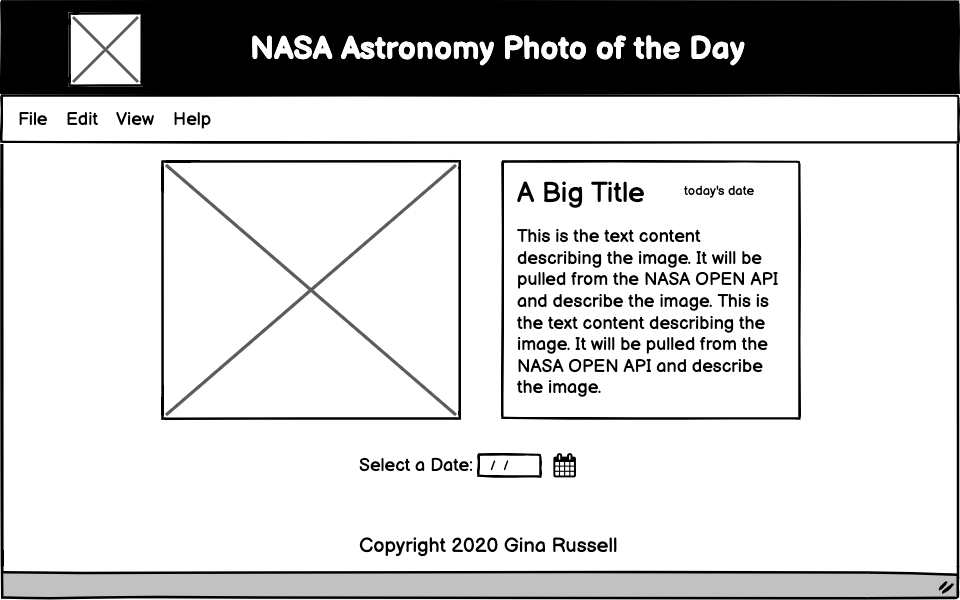 NASA Astronomy Photo of the Day
File Edit View Help
A Big Title today's date
This is the text content
describing the image. It will be
pulled from the NASA OPEN API
and describe the image. This is
the text content describing the
image. It will be pulled from the
NASA OPEN API and describe
the image.
Select a Date: / /
Copyright 2020 Gina Russell